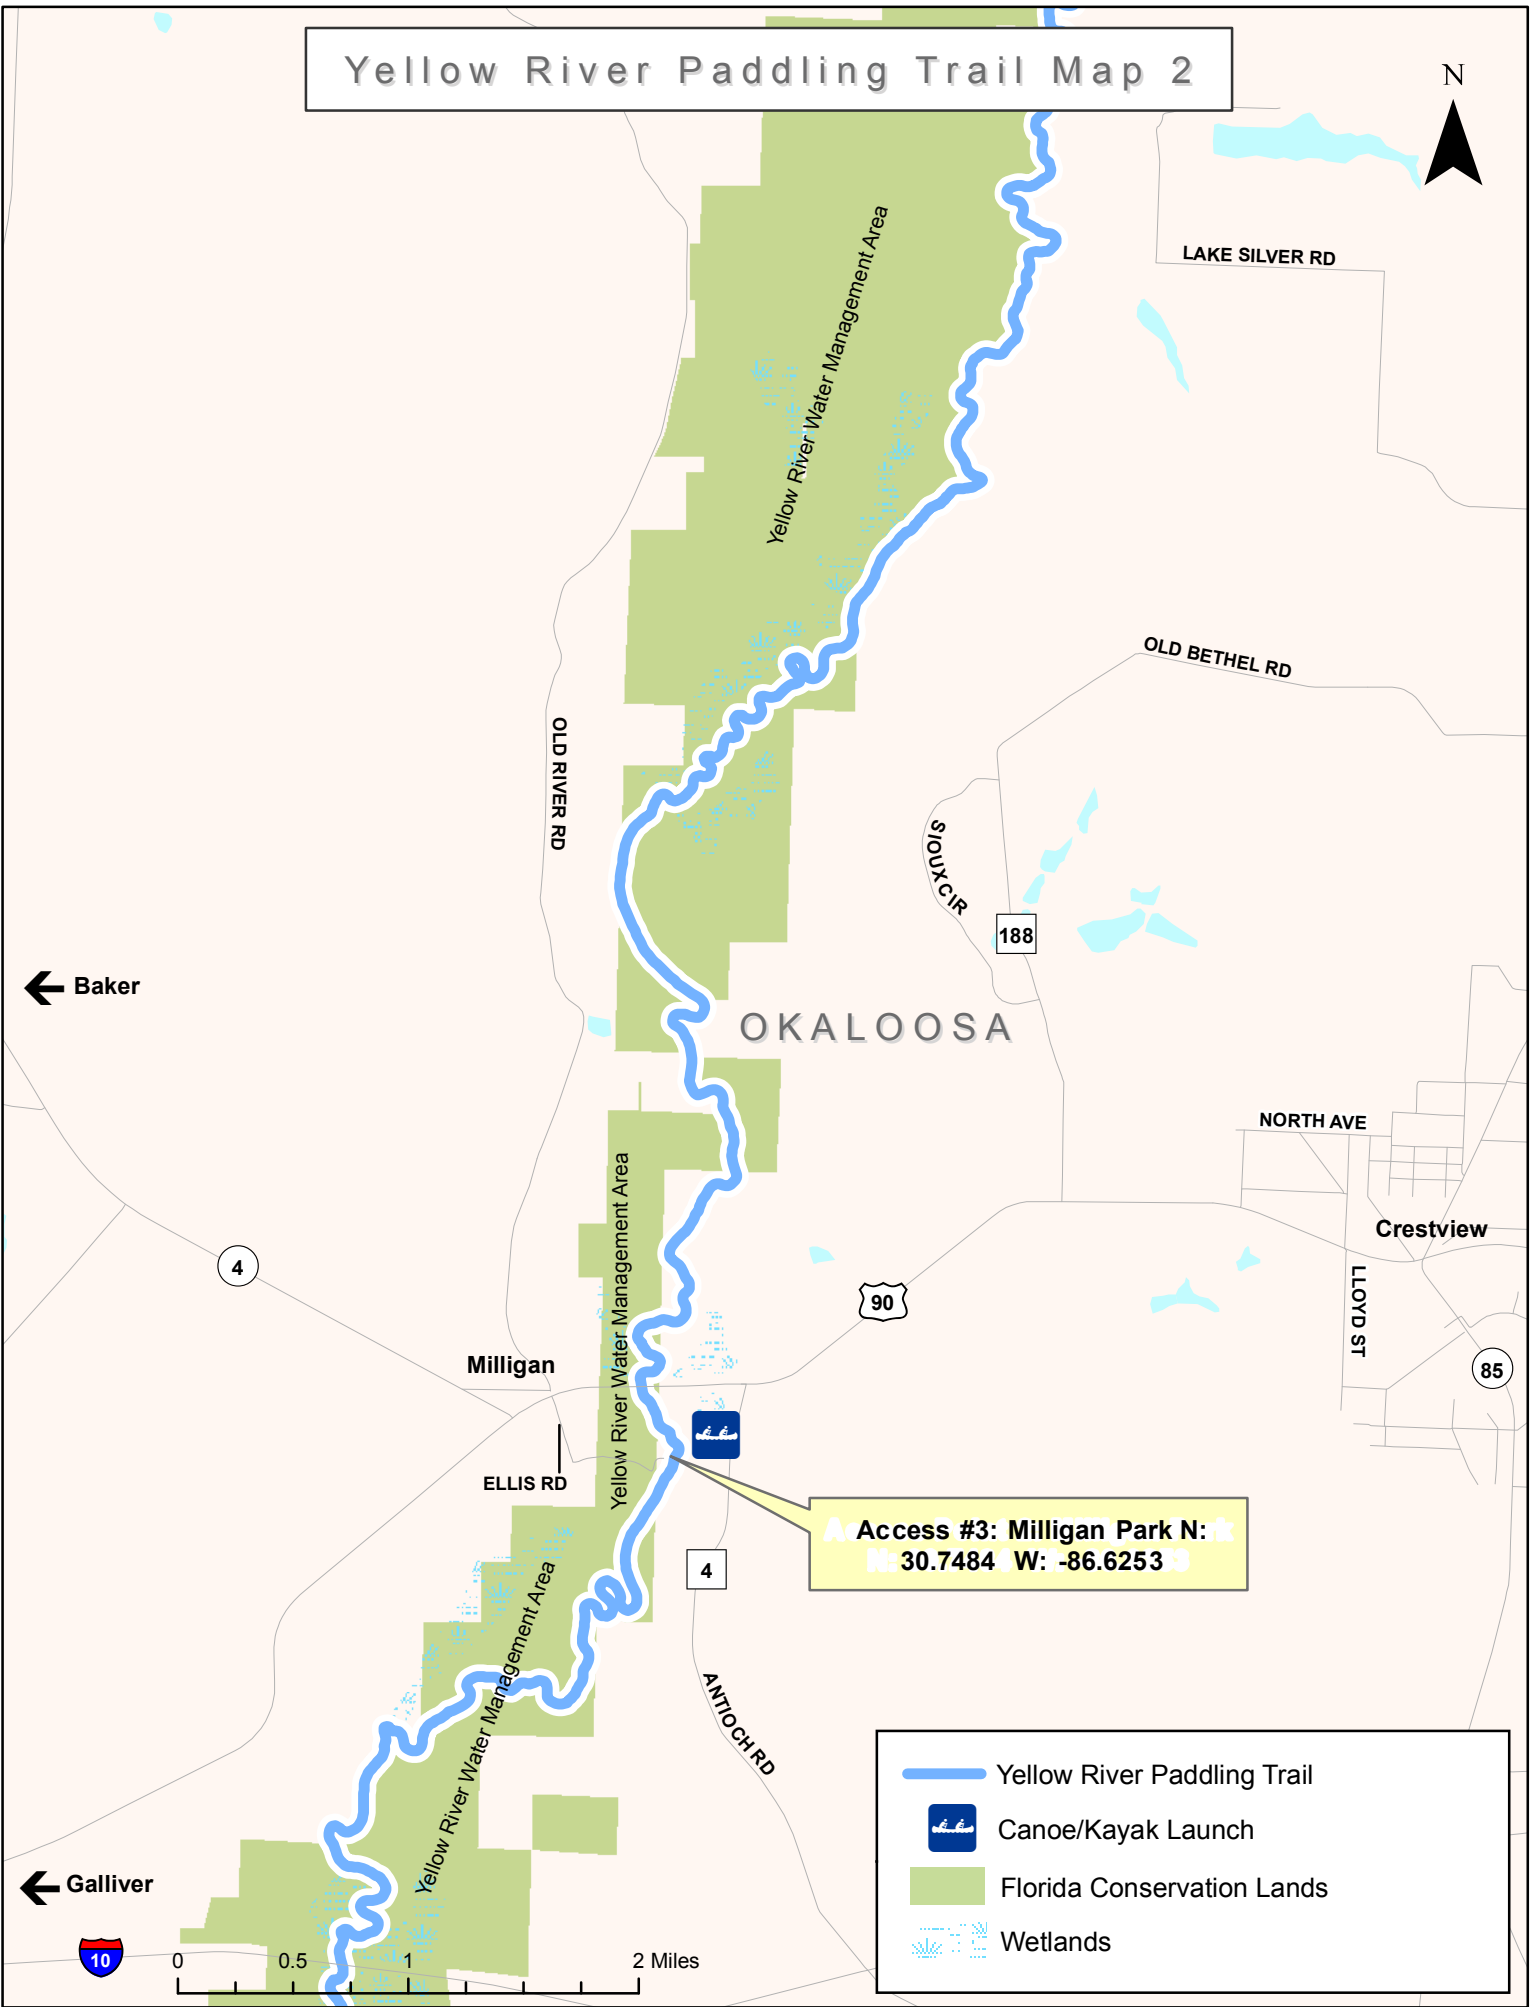 Yellow River Paddling Trail Map 2
N
LAKE SILVER RD
Yellow River Water Management Area
OLD BETHEL RD
OLD RIVER RD
SIOUX CIR
188
Baker
OKALOOSA
NORTH AVE
Yellow River Water Management Area
Crestview
4
90
LLOYD ST
Milligan
85
ELLIS RD
Access #3: Milligan Park N:
30.7484 W: -86.6253
4
Yellow River Water Management Area
ANTIOCH RD
Yellow River Paddling Trail
Canoe/Kayak Launch
Galliver
Florida Conservation Lands
Wetlands
10
0 0.5 1 2 Miles